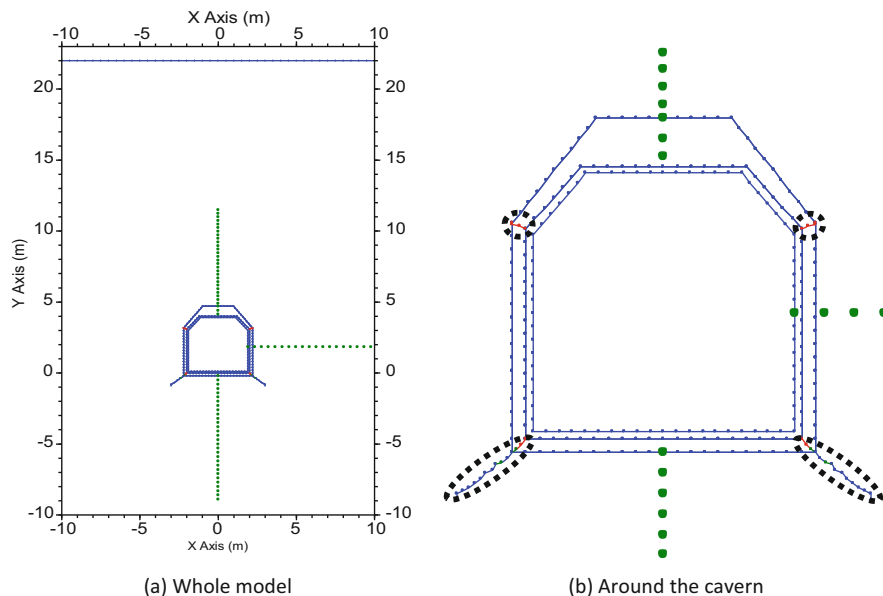 X Axis (m)
-10 -5 0 5 10
20 20
15 15
Y Axis (m)
10 10
5 5
0 0
-5 -5
-10 -10
-10 -5 0 5 10
X Axis (m)
(a) Whole model
(b) Around the cavern